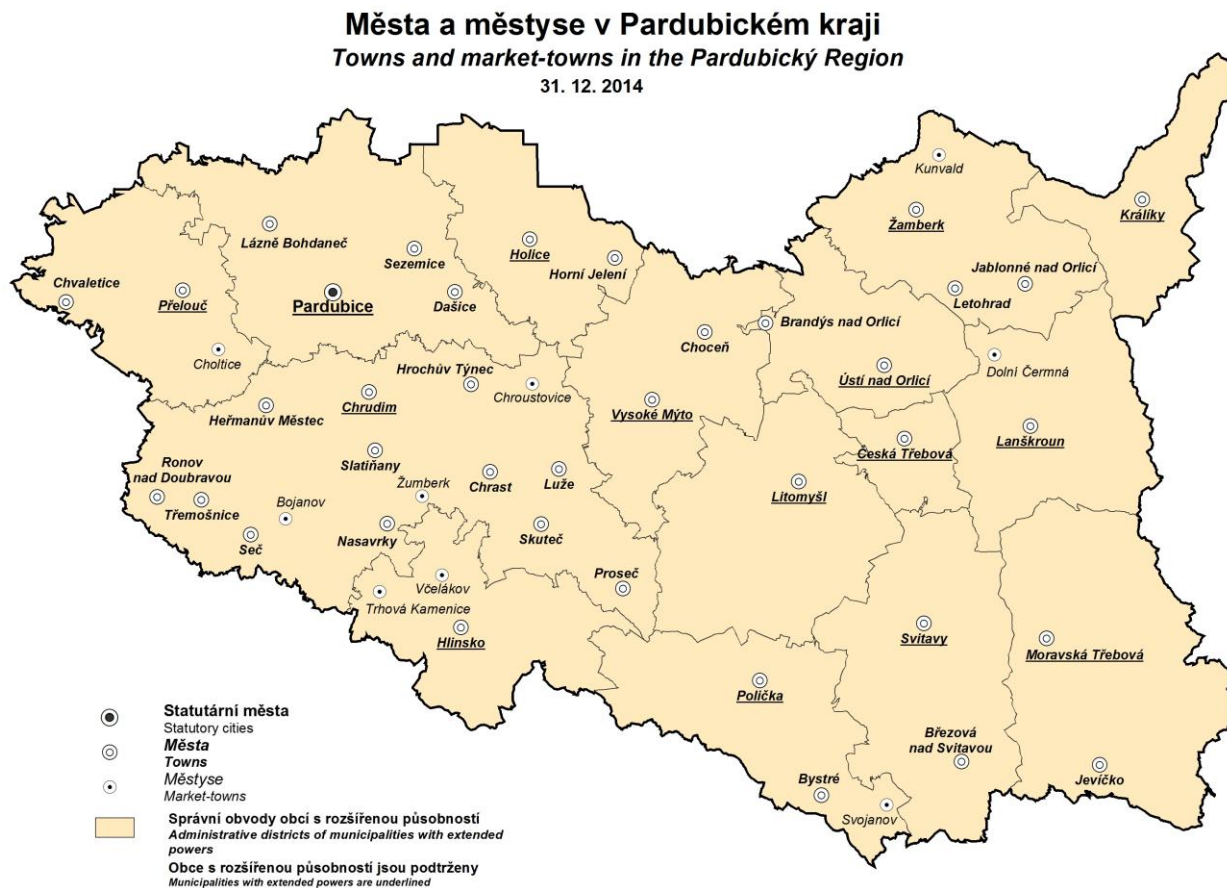 Města a městyse v Pardubickém kraji
Towns and market-towns in the Pardubický Region
31. 12. 2014
Kunvald
Králíky
Žamberk
Lázně Bohdaneč
Sezemice
Holice
Horní Jelení
Jablonné nad Orlicí
Chvaletice
Přelouč
Pardubice
Dašice
Letohrad
Brandýs nad Orlicí
Choceň
Choltice
Hrochův Týnec
Ústí nad Orlicí
Dolní Čermná
Chrudim
Chroustovice
Heřmanův Městec
Vysoké Mýto
Lanškroun
Česká Třebová
Slatiňany
Ronov
nad Doubravou
Žumberk
Chrast
Luže
Litomyšl
Třemošnice
Bojanov
Seč
Nasavrky
Skuteč
Proseč
Včelákov
Trhová Kamenice
Hlinsko
Svitavy
Moravská Třebová
Polička
Březová
nad Svitavou
Bystré
Jevíčko
Svojanov
Statutární města
Statutory cities
Města
Towns
Městyse
Market-towns
Správní obvody obcí s rozšířenou působností
Administrative districts of municipalities with extended
powers
Obce s rozšířenou působností jsou podtrženy
Municipalities with extended powers are underlined